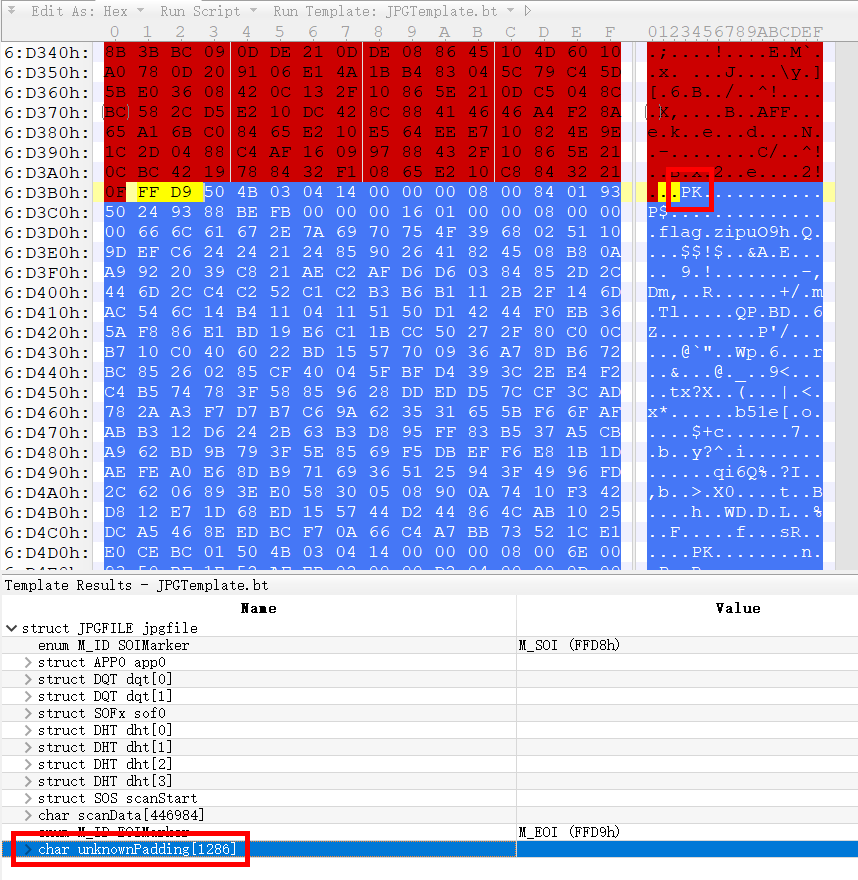 Edit As: Hex Run Script Run Template: JPGTemplate.bt
0 1 2 3 4 5 6 7 8 9 A B C D E F 0123456789ABCDEF
6:D340h: 8B 3B BC 09 0D DE 21 0D DE 08 86 45 10 4D 60 10 .;....!....E.M`.
6:D350h: A0 78 0D 20 91 06 E1 4A 1B B4 83 04 5C 79 C4 5D .x. ...J....\y.]
6:D360h: 5B E0 36 08 42 0C 13 2F 10 86 5E 21 0D C5 04 8C [.6.B../..^!....
6:D370h: BC 58 2C D5 E2 10 DC 42 8C 88 41 46 46 A4 F2 8A
6:D380h: 65 A1 6B C0 84 65 E2 10 E5 64 EE E7 10 82 4E 9E e.k..e...d....N.
6:D390h: 1C 2D 04 88 C4 AF 16 09 97 88 43 2F 10 86 5E 21 .-........C/..^!
6:D3A0h: 0C BC 42 19 78 84 32 F1 08 65 E2 10 C8 84 32 21
6:D3B0h: 0F FF D9 50 4B 03 04 14 00 00 00 08 00 84 01 93 ...PK...........
6:D3C0h: 50 24 93 88 BE FB 00 00 00 16 01 00 00 08 00 00 P$..............
6:D3D0h: 00 66 6C 61 67 2E 7A 69 70 75 4F 39 68 02 51 10 .flag.zipuO9h.Q.
6:D3E0h: 9D EF C6 24 24 21 24 85 90 26 41 82 45 08 B8 0A ...$$!$..&A.E...
6:D3F0h: A9 92 20 39 C8 21 AE C2 AF D6 D6 03 84 85 2D 2C .. 9.!........-,
6:D400h: 44 6D 2C C4 C2 52 C1 C2 B3 B6 B1 11 2B 2F 14 6D Dm,..R......+/.m
6:D410h: AC 54 6C 14 B4 11 04 11 51 50 D1 42 44 F0 EB 36 .Tl.....QP.BD..6
6:D420h: 5A F8 86 E1 BD 19 E6 C1 1B CC 50 27 2F 80 C0 0C Z.........P'/...
6:D430h: B7 10 C0 40 60 22 BD 15 57 70 09 36 A7 8D B6 72 ...@`"..Wp.6...r
6:D440h: BC 85 26 02 85 CF 40 04 5F BF D4 39 3C 2E E4 F2 ..&...@._..9<...
6:D450h: C4 B5 74 78 3F 58 85 96 28 DD ED D5 7C CF 3C AD ..tx?X..(...|.<.
6:D460h: 78 2A A3 F7 D7 B7 C6 9A 62 35 31 65 5B BF 6F AF x*......b51e[.o.
6:D470h: AB B3 12 D6 24 2B 63 B3 D8 95 FF 83 B5 37 A5 CB ....$+c......7..
6:D480h: A9 62 BD 9B 79 3F 5E 85 69 F5 DB EF F6 E8 1B 1D .b..y?^.i.......
6:D490h: AE FE A0 E6 8D B9 71 69 36 51 25 94 3F 49 96 FD ......qi6Q%.?I..
6:D4A0h: 2C 62 06 89 3E E0 58 30 05 08 90 0A 74 10 F3 42 ,b..>.X0....t..B
6:D4B0h: D8 12 E7 1D 68 ED 15 57 44 D2 44 86 4C AB 10 25 ....h..WD.D.L..%
6:D4C0h: DC A5 46 8E ED BC F7 0A 66 C4 A7 BB 73 52 1C E1 ..F.....f...sR..
6:D4D0h: E0 CE BC 01 50 4B 03 04 14 00 00 00 08 00 6E 00 ....PK........n.
Template Results - JPGTemplate.bt
Name Value
struct JPGFILE jpgfile
enum M_ID SOIMarker M_SOI (FFD8h)
struct APP0 app0
struct DQT dqt[0]
struct DQT dqt[1]
struct SOFx sof0
struct DHT dht[0]
struct DHT dht[1]
struct DHT dht[2]
struct DHT dht[3]
struct SOS scanStart
char scanData[446984]
enum M_ID EOIMarker M_EOI (FFD9h)
char unknownPadding[1286]